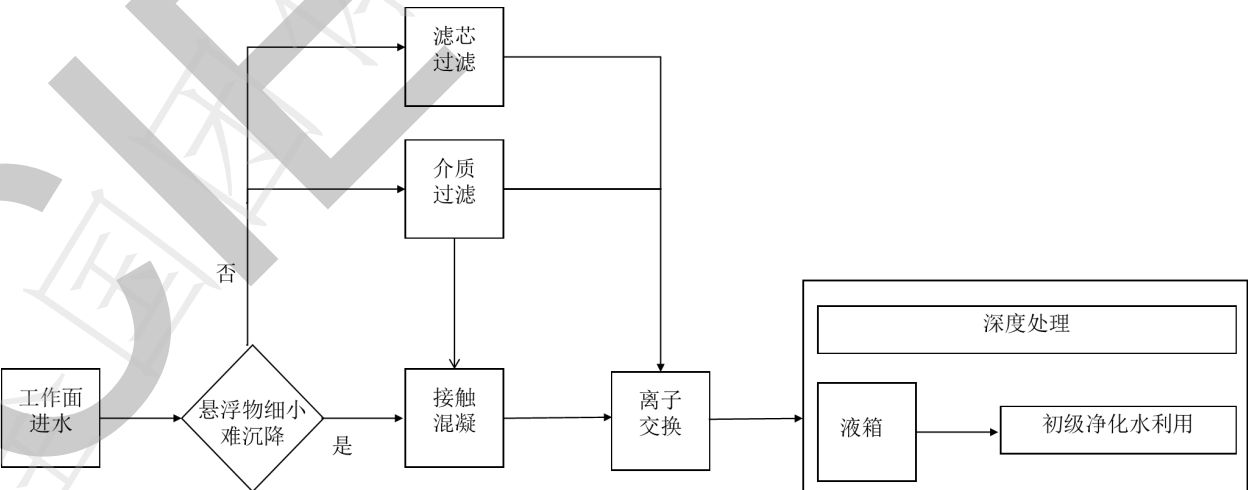 滤芯
过滤
介质
过滤
否
工作面
进水
悬浮物细小
难沉降
是
接触
混凝
离子
交换
深度处理
液箱
初级净化水利用